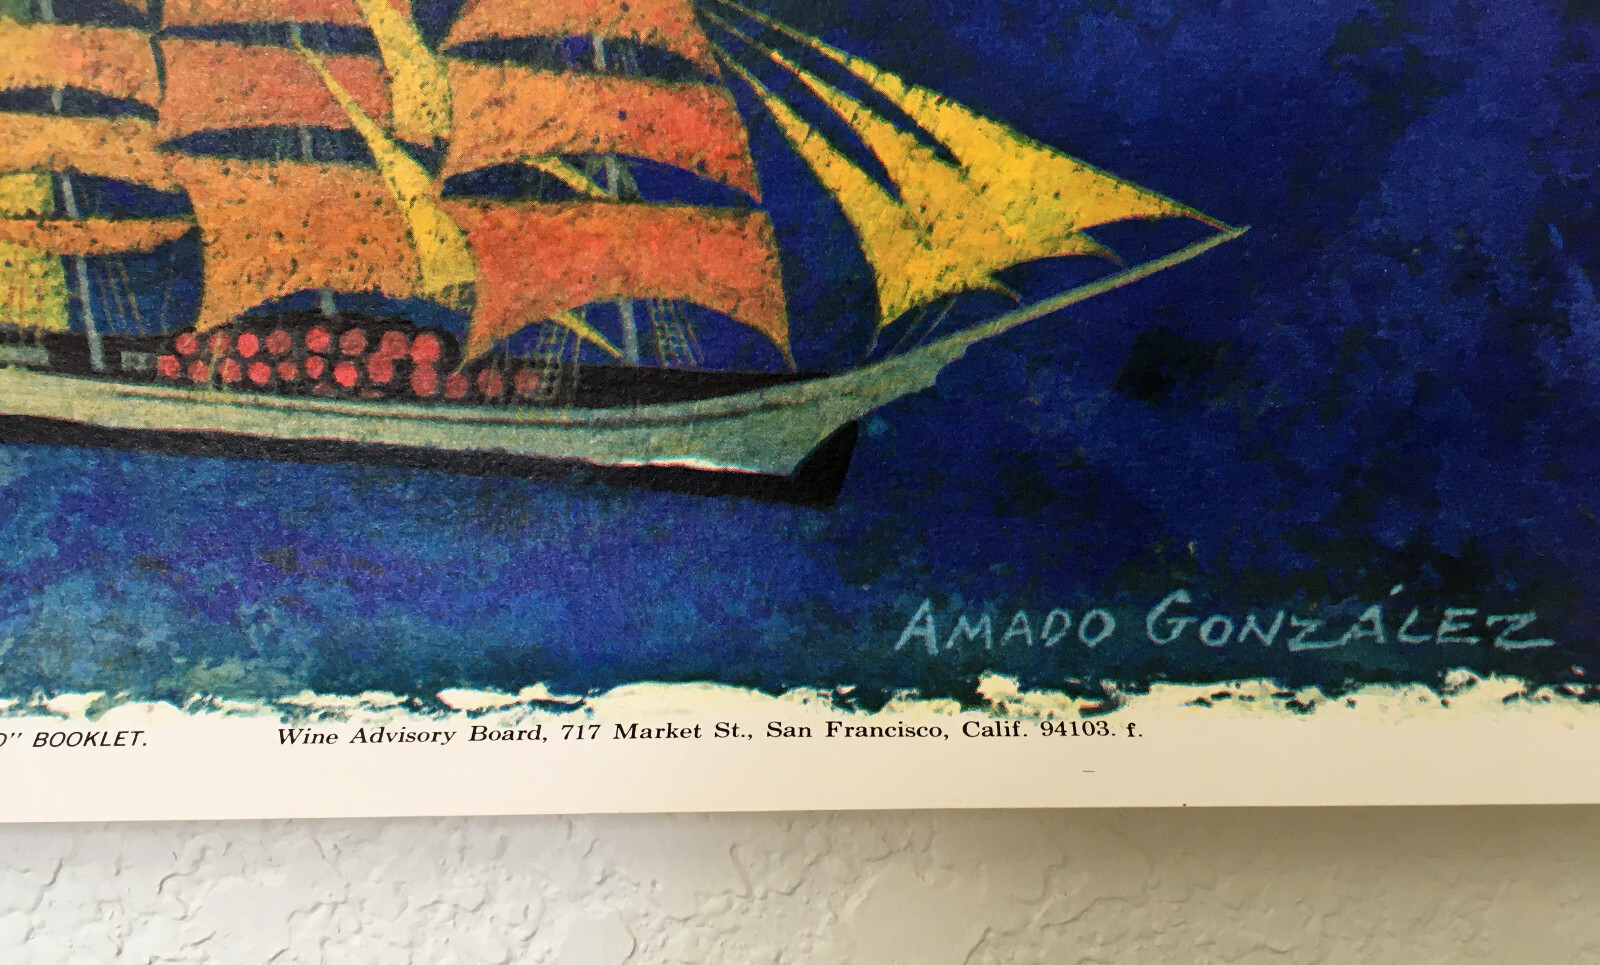 AMADO GONZÁLEZ
" BOOKLET. Wine Advisory Board, 717 Market St., San Francisco, Calif. 94103. f.